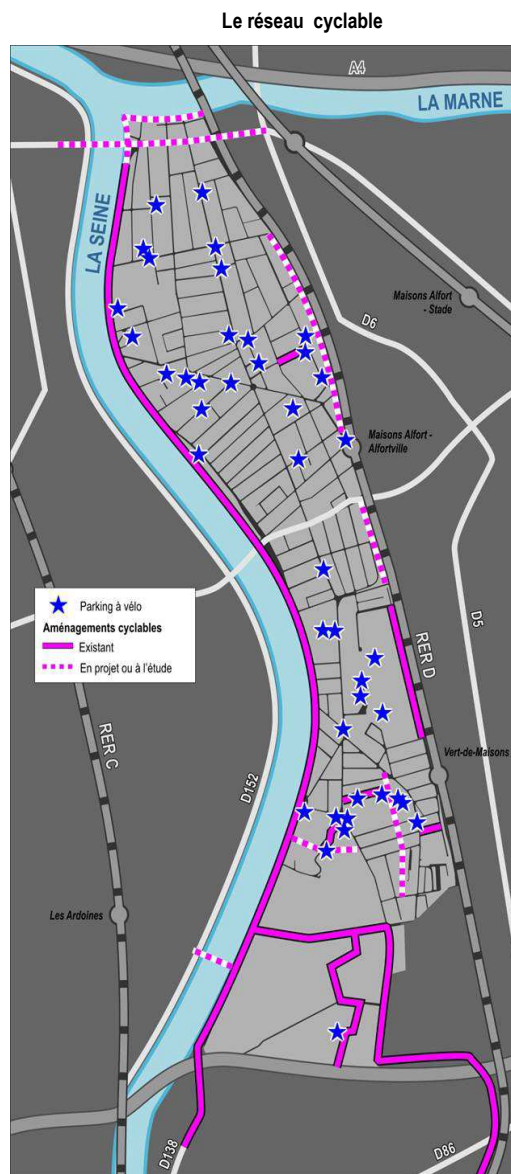 Le réseau cyclable
A4
LA MARNE
LA SEINE
Maisons Alfort
- Stade
D6
Maisons Alfort -
Alfortville
Parking à vélo
Aménagements cyclables
Existant
En projet ou à l'étude
D5
RER D
RER C
Vert-de-Maisons
D152
Les Ardoines
D138
D86